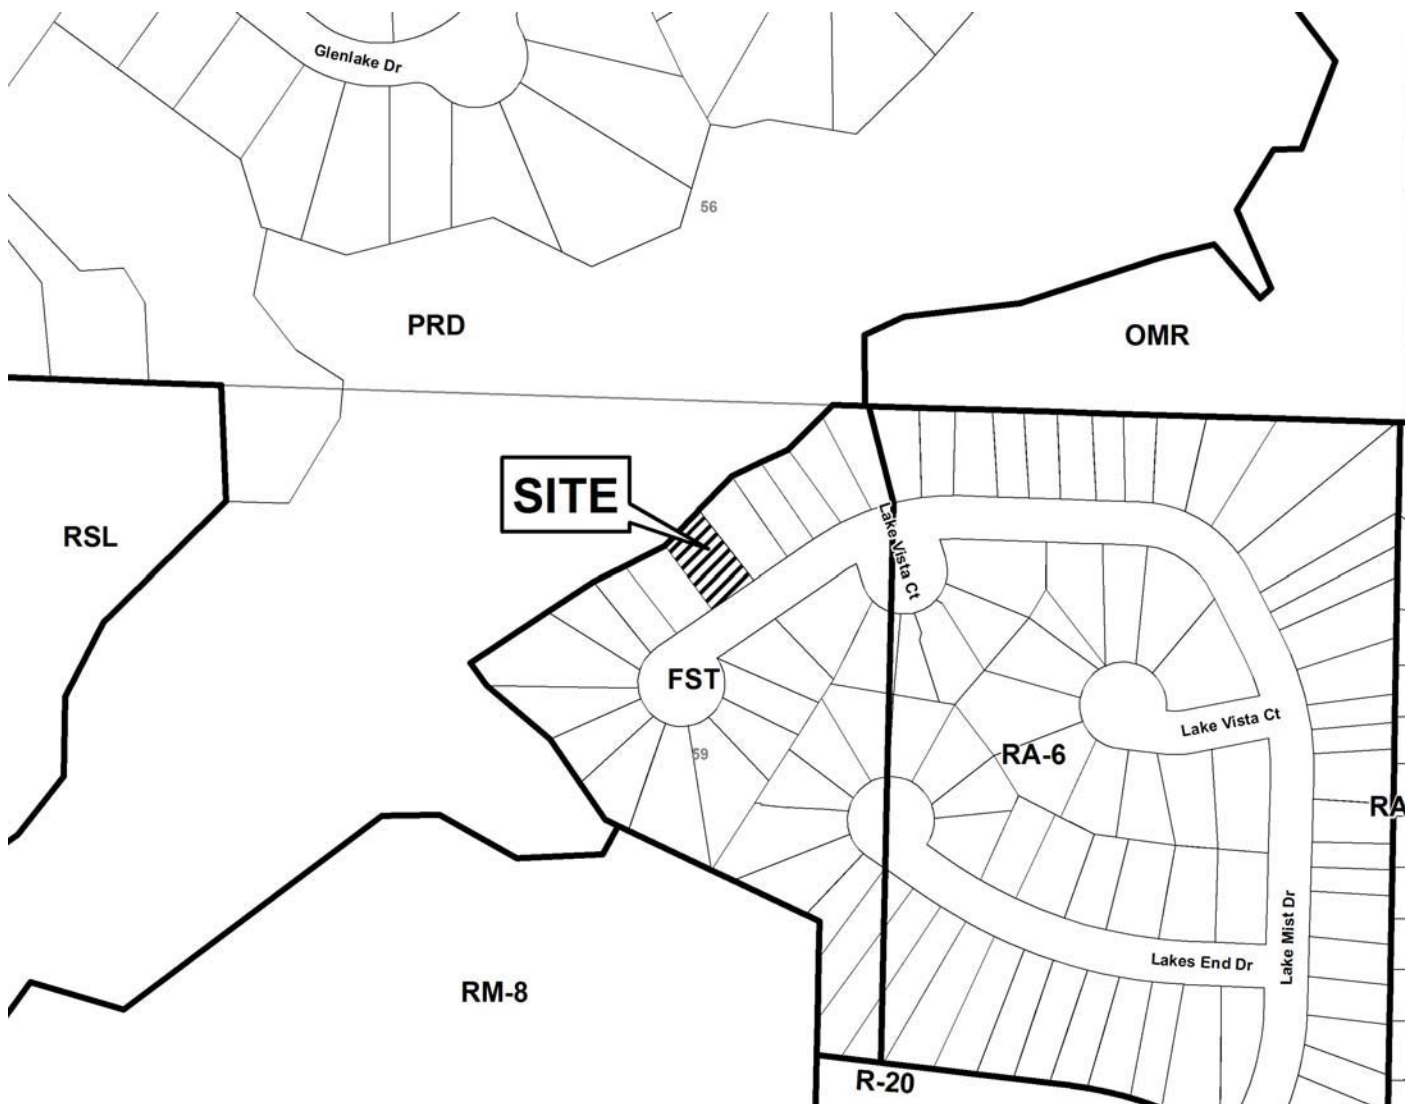 Glenlake Dr
56
PRD
OMR
SITE
RSL
Lake Vista Ct
FST
Lake Vista Ct
59
RA-6
RA
Lake Mist Dr
Lakes End Dr
RM-8
R-20